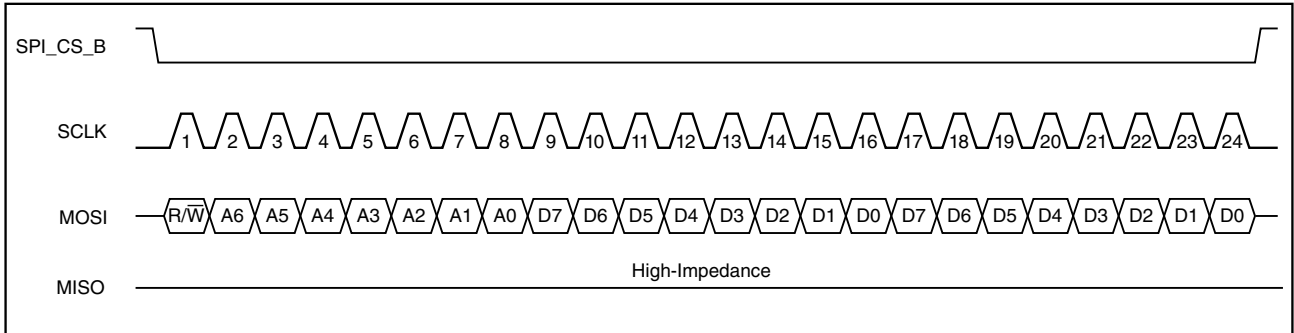 SPI_CS_B
SCLK 1 2 3 4 5 6 7 8 9 10 11 12 13 14 15 16 17 18 19 20 21 22 23 24
MOSI R/W̅ A6 A5 A4 A3 A2 A1 A0 D7 D6 D5 D4 D3 D2 D1 D0 D7 D6 D5 D4 D3 D2 D1 D0
High-Impedance
MISO